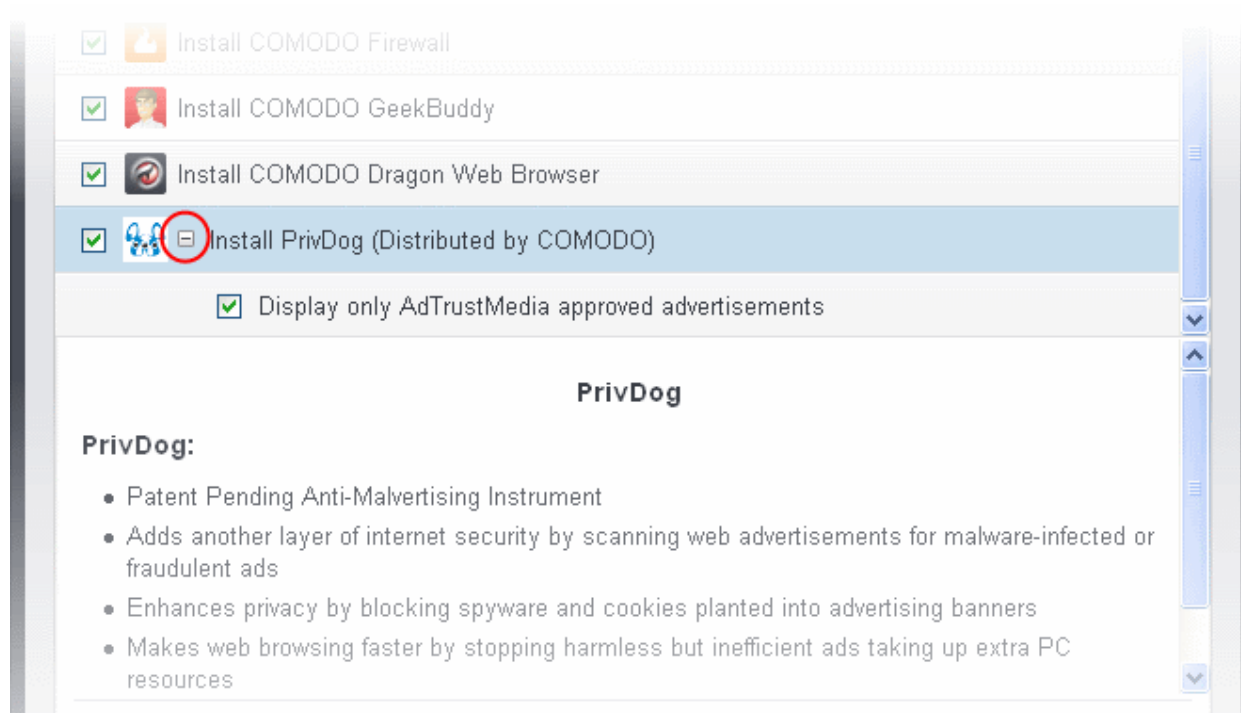 Install COMODO Firewall
Install COMODO GeekBuddy
Install COMODO Dragon Web Browser
Install PrivDog (Distributed by COMODO)
Display only AdTrustMedia approved advertisements
PrivDog
PrivDog:
Patent Pending Anti-Malvertising Instrument
Adds another layer of internet security by scanning web advertisements for malware-infected or
fraudulent ads
Enhances privacy by blocking spyware and cookies planted into advertising banners
Makes web browsing faster by stopping harmless but inefficient ads taking up extra PC
resources